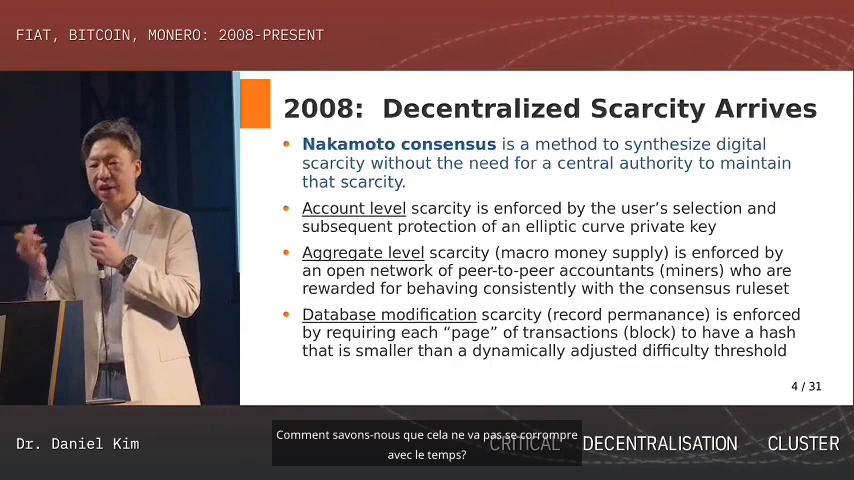 FIAT, BITCOIN, MONERO: 2008-PRESENT
2008: Decentralized Scarcity Arrives
Nakamoto consensus is a method to synthesize digital
scarcity without the need for a central authority to maintain
that scarcity.
Account level scarcity is enforced by the user’s selection and
subsequent protection of an elliptic curve private key
Aggregate level scarcity (macro money supply) is enforced by
an open network of peer-to-peer accountants (miners) who are
rewarded for behaving consistently with the consensus ruleset
Database modification scarcity (record permanance) is enforced
by requiring each “page” of transactions (block) to have a hash
that is smaller than a dynamically adjusted difficulty threshold
4 / 31
Dr. Daniel Kim
Comment savons-nous que cela ne va pas se corrompre
avec le temps?
CRITICAL DECENTRALISATION CLUSTER